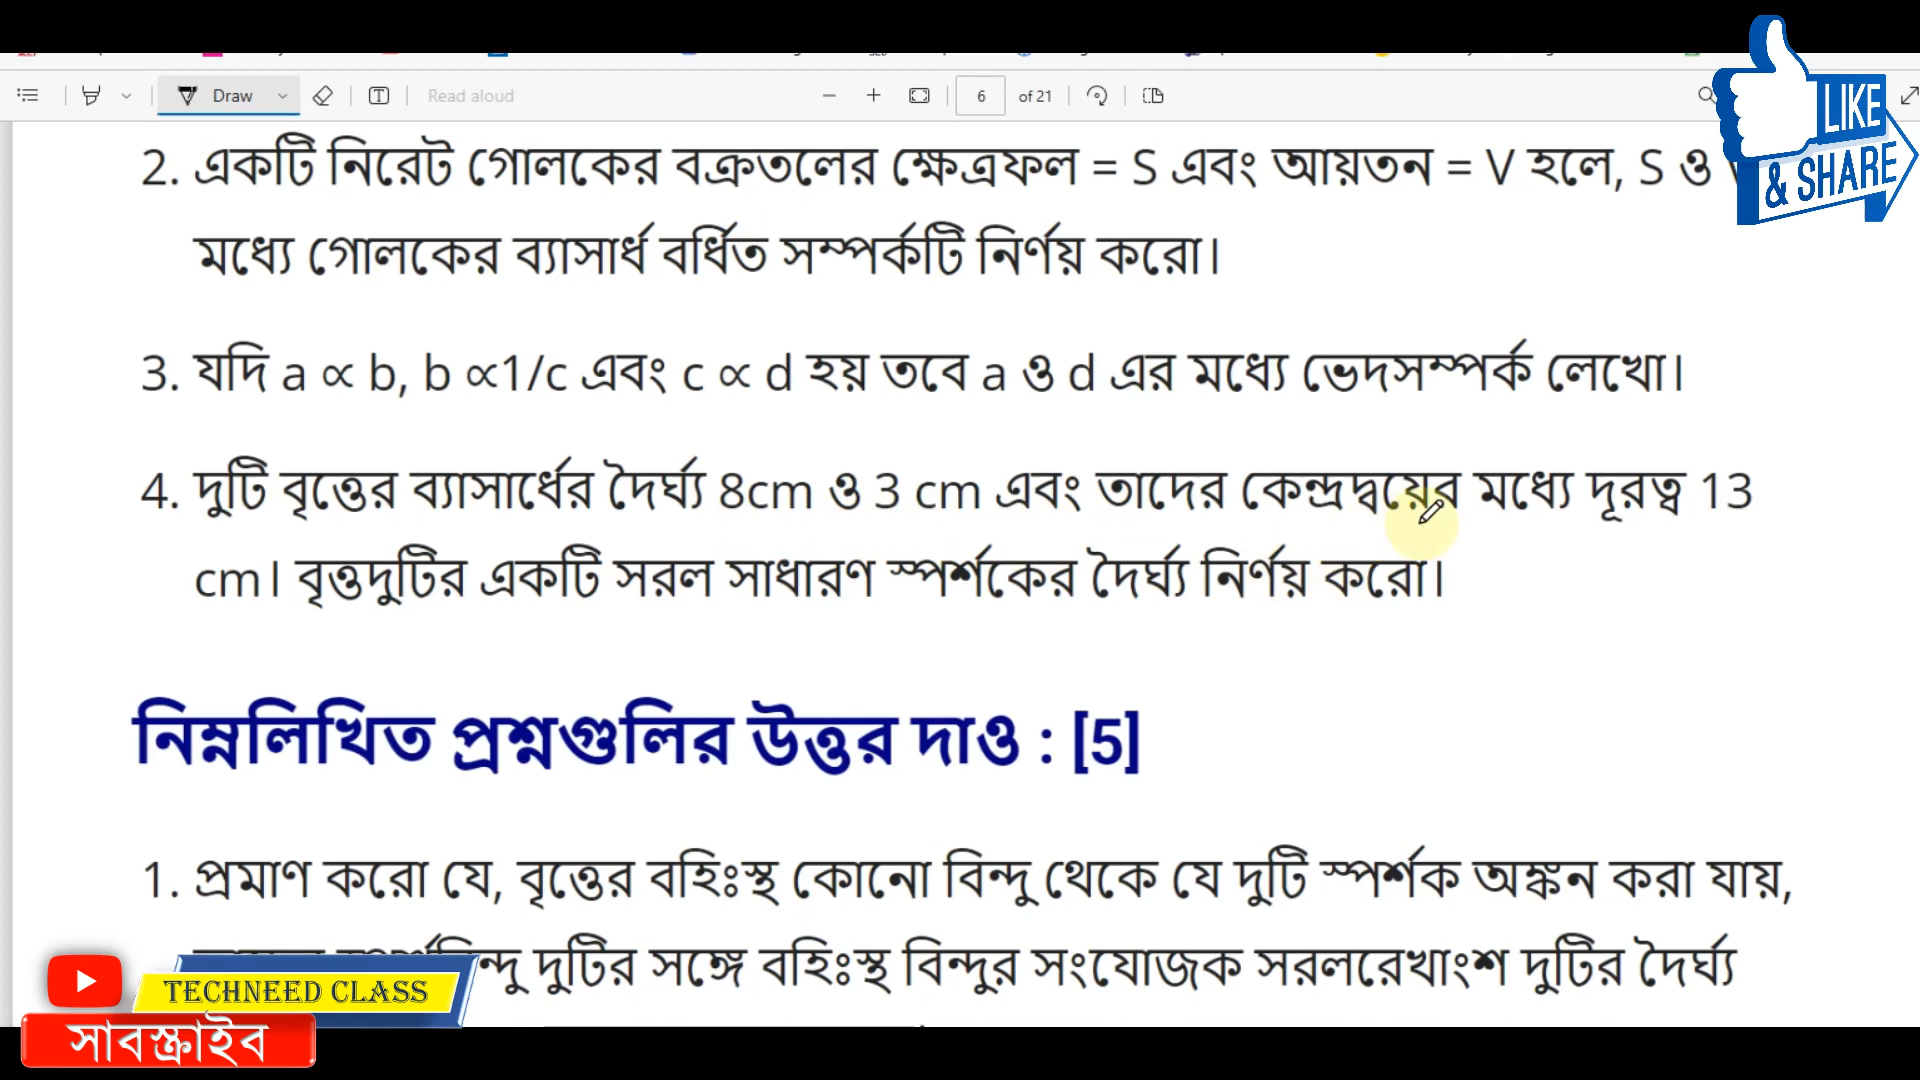 Draw
Read aloud
6 of 21
LIKE
& SHARE
2. একটি নিরেট গোলকের বক্রতলের ক্ষেত্রফল = S এবং আয়তন = V হলে, S ও
মধ্যে গোলকের ব্যাসার্ধ বর্ধিত সম্পর্কটি নির্ণয় করো।
3. যদি a ∝ b, b ∝1/c এবং c ∝ d হয় তবে a ও d এর মধ্যে ভেদসম্পর্ক লেখো।
4. দুটি বৃত্তের ব্যাসার্ধের দৈর্ঘ্য 8cm ও 3 cm এবং তাদের কেন্দ্রদ্বয়ের মধ্যে দূরত্ব 13
cm। বৃত্তদুটির একটি সরল সাধারণ স্পর্শকের দৈর্ঘ্য নির্ণয় করো।
নিম্নলিখিত প্রশ্নগুলির উত্তর দাও : [5]
1. প্রমাণ করো যে, বৃত্তের বহিঃস্থ কোনো বিন্দু থেকে যে দুটি স্পর্শক অঙ্কন করা যায়,
দুটির সঙ্গে বহিঃস্থ বিন্দুর সংযোজক সরলরেখাংশ দুটির দৈর্ঘ্য
TECHNEED CLASS
সাবস্ক্রাইব